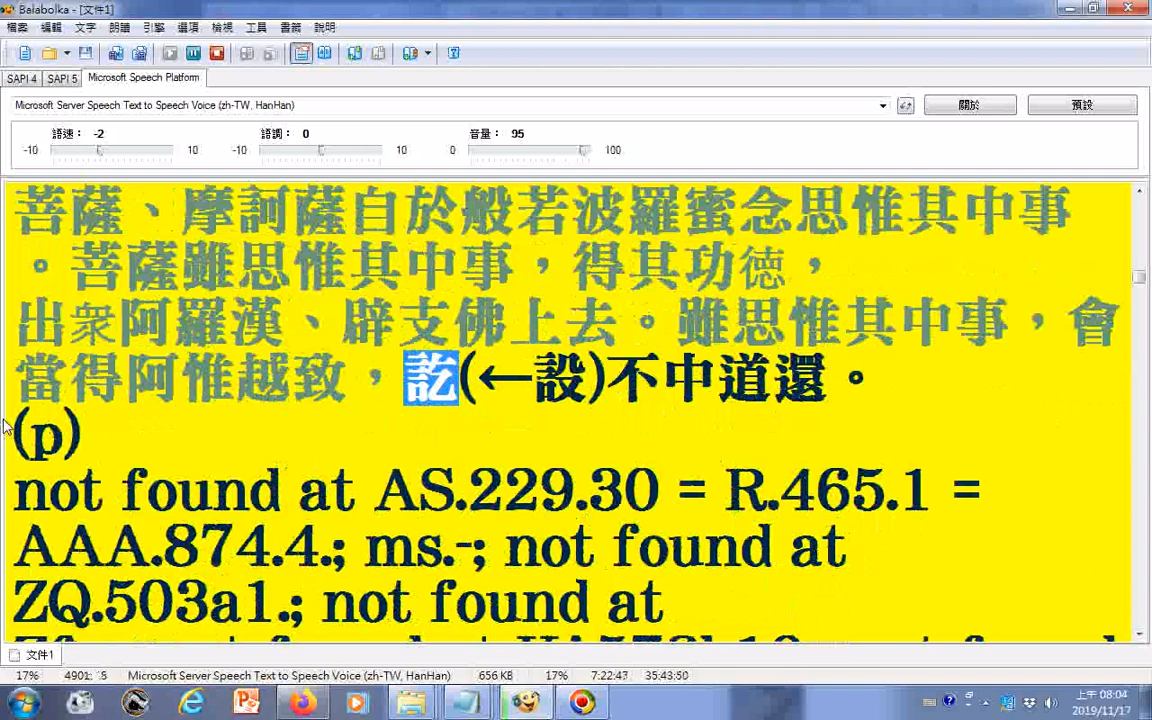 Balabolka - [文件1]
檔案 編輯 文字 朗讀 引擎 選項 檢視 工具 書籤 說明
SAPI 4 SAPI 5 Microsoft Speech Platform
Microsoft Server Speech Text to Speech Voice (zh-TW, HanHan) 關於 預設
語速： -2 語調： 0 音量： 95
-10 10 -10 10 0 100
菩薩、摩訶薩自於般若波羅蜜念思惟其中事
。菩薩雖思惟其中事，得其功德，
出衆阿羅漢、辟支佛上去。雖思惟其中事，會
當得阿惟越致，訖(←設)不中道還。
(p)
not found at AS.229.30 = R.465.1 =
AAA.874.4.; ms.-; not found at
ZQ.503a1.; not found at
文件1
17% Microsoft Server Speech Text to Speech Voice (zh-TW, HanHan) 656 KB 17% 7:22:43 35:43:50
上午 08:04
2019/11/17